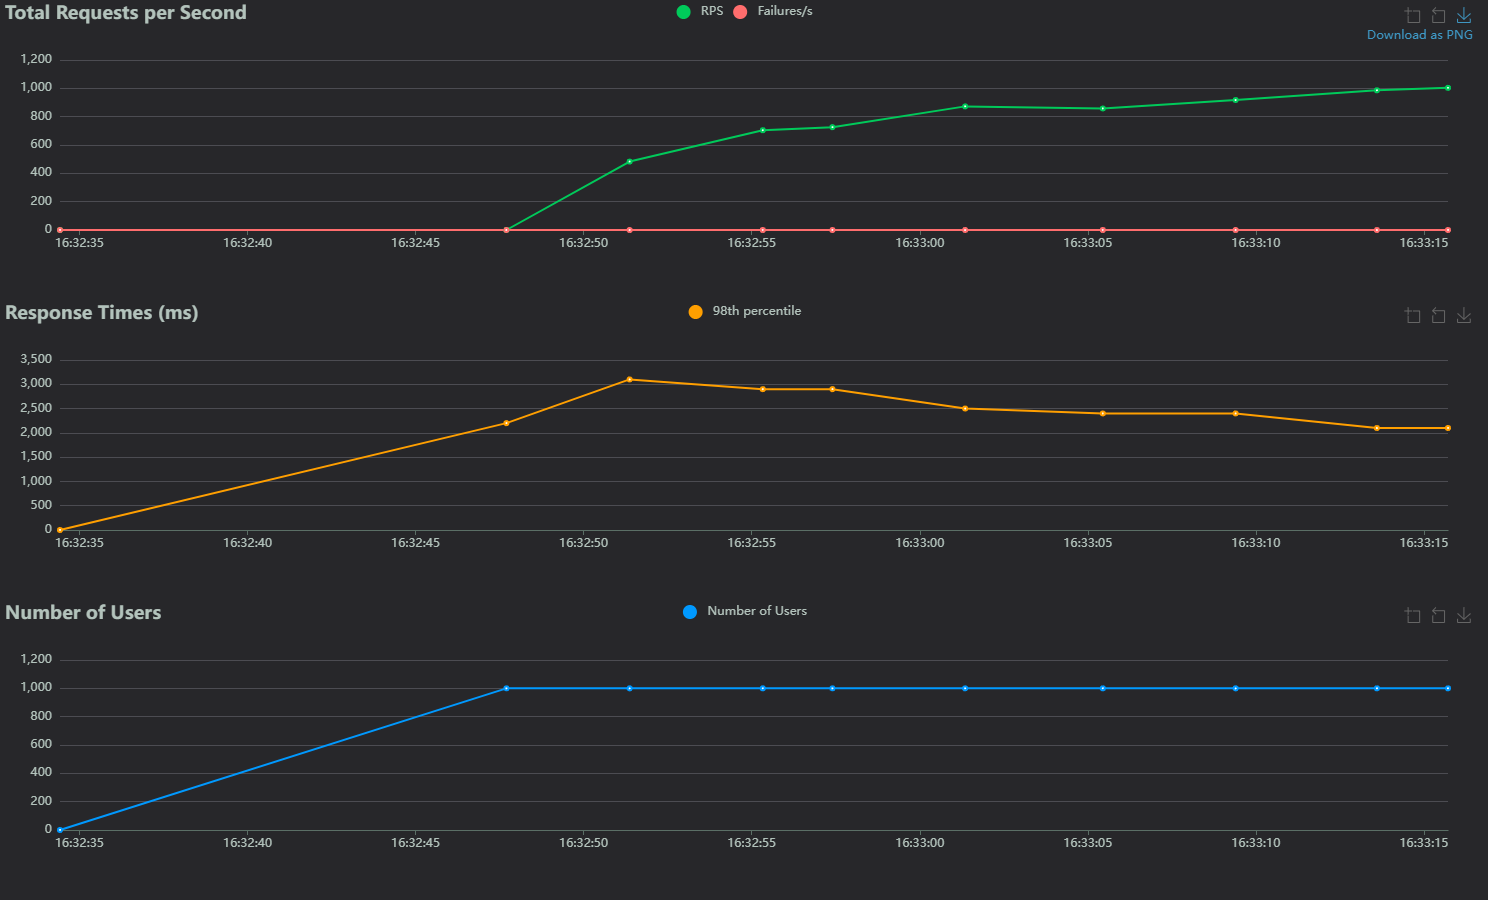 Total Requests per Second
RPS Failures/s
Download as PNG
1,200
1,000
800
600
400
200
0
16:32:35 16:32:40 16:32:45 16:32:50 16:32:55 16:33:00 16:33:05 16:33:10 16:33:15
Response Times (ms)
98th percentile
3,500
3,000
2,500
2,000
1,500
1,000
500
0
16:32:35 16:32:40 16:32:45 16:32:50 16:32:55 16:33:00 16:33:05 16:33:10 16:33:15
Number of Users
Number of Users
1,200
1,000
800
600
400
200
0
16:32:35 16:32:40 16:32:45 16:32:50 16:32:55 16:33:00 16:33:05 16:33:10 16:33:15